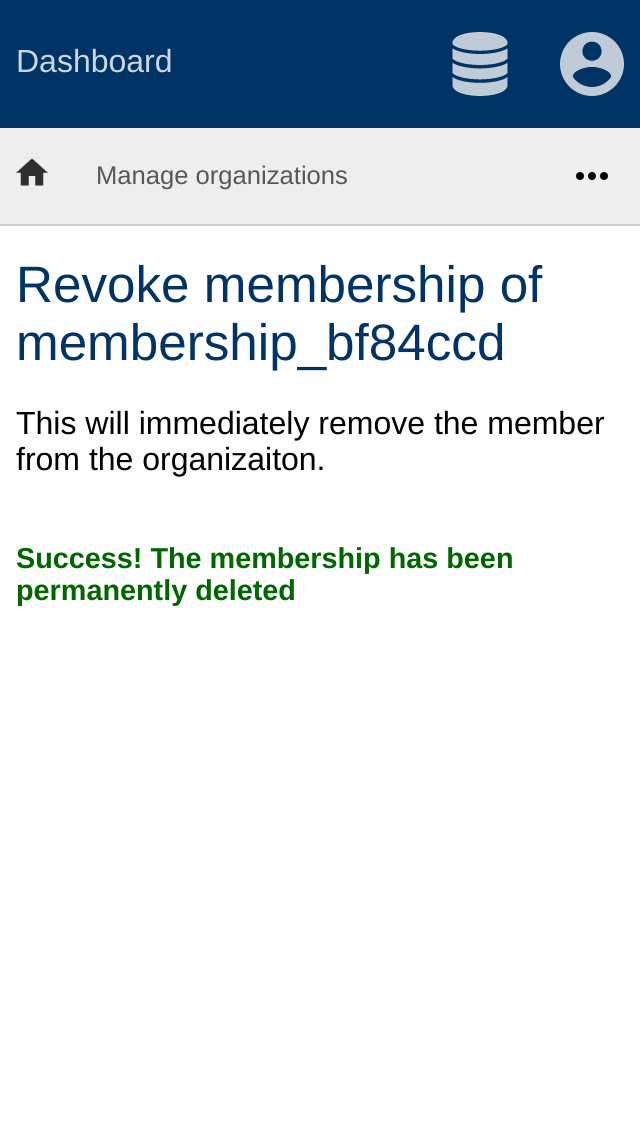 Dashboard
Manage organizations
Revoke membership of
membership_bf84ccd
This will immediately remove the member
from the organizaiton.
Success! The membership has been
permanently deleted